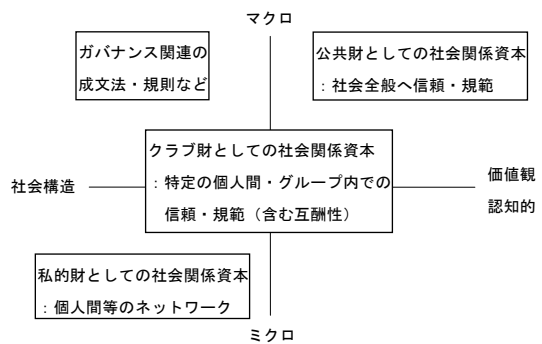 マクロ
ガバナンス関連の
成文法・規則など
公共財としての社会関係資本
：社会全般へ信頼・規範
クラブ財としての社会関係資本
：特定の個人間・グループ内での
信頼・規範（含む互酬性）
社会構造
価値観
認知的
私的財としての社会関係資本
：個人間等のネットワーク
ミクロ